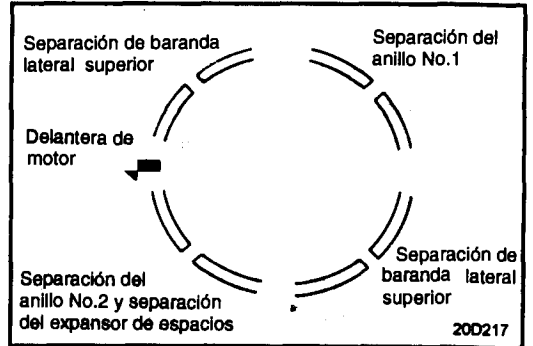 Separación de baranda
lateral superior
Separación del
anillo No.1
Delantera de
motor
Separación del
anillo No.2 y separación
del expansor de espacios
Separación de
baranda lateral
superior
20D217